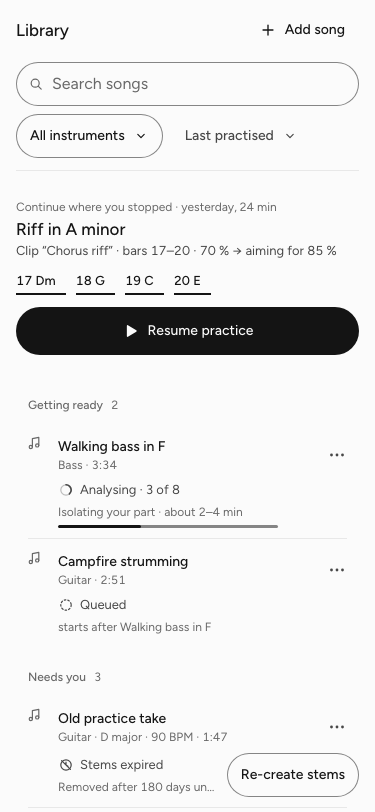 Library
Add song
Search songs
All instruments
Last practised
Continue where you stopped · yesterday, 24 min
Riff in A minor
Clip “Chorus riff” · bars 17–20 · 70 % → aiming for 85 %
17 Dm 18 G 19 C 20 E
Resume practice
Getting ready 2
Walking bass in F
Bass · 3:34
Analysing · 3 of 8
Isolating your part · about 2–4 min
Campfire strumming
Guitar · 2:51
Queued
starts after Walking bass in F
Needs you 3
Old practice take
Guitar · D major · 90 BPM · 1:47
Stems expired
Removed after 180 days un…
Re-create stems